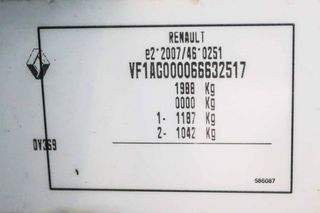 RENAULT
e2*2007/46*0251
VF1AG000066632517
1988 Kg
0000 Kg
1- 1187 Kg
2- 1042 Kg
DV369
586087